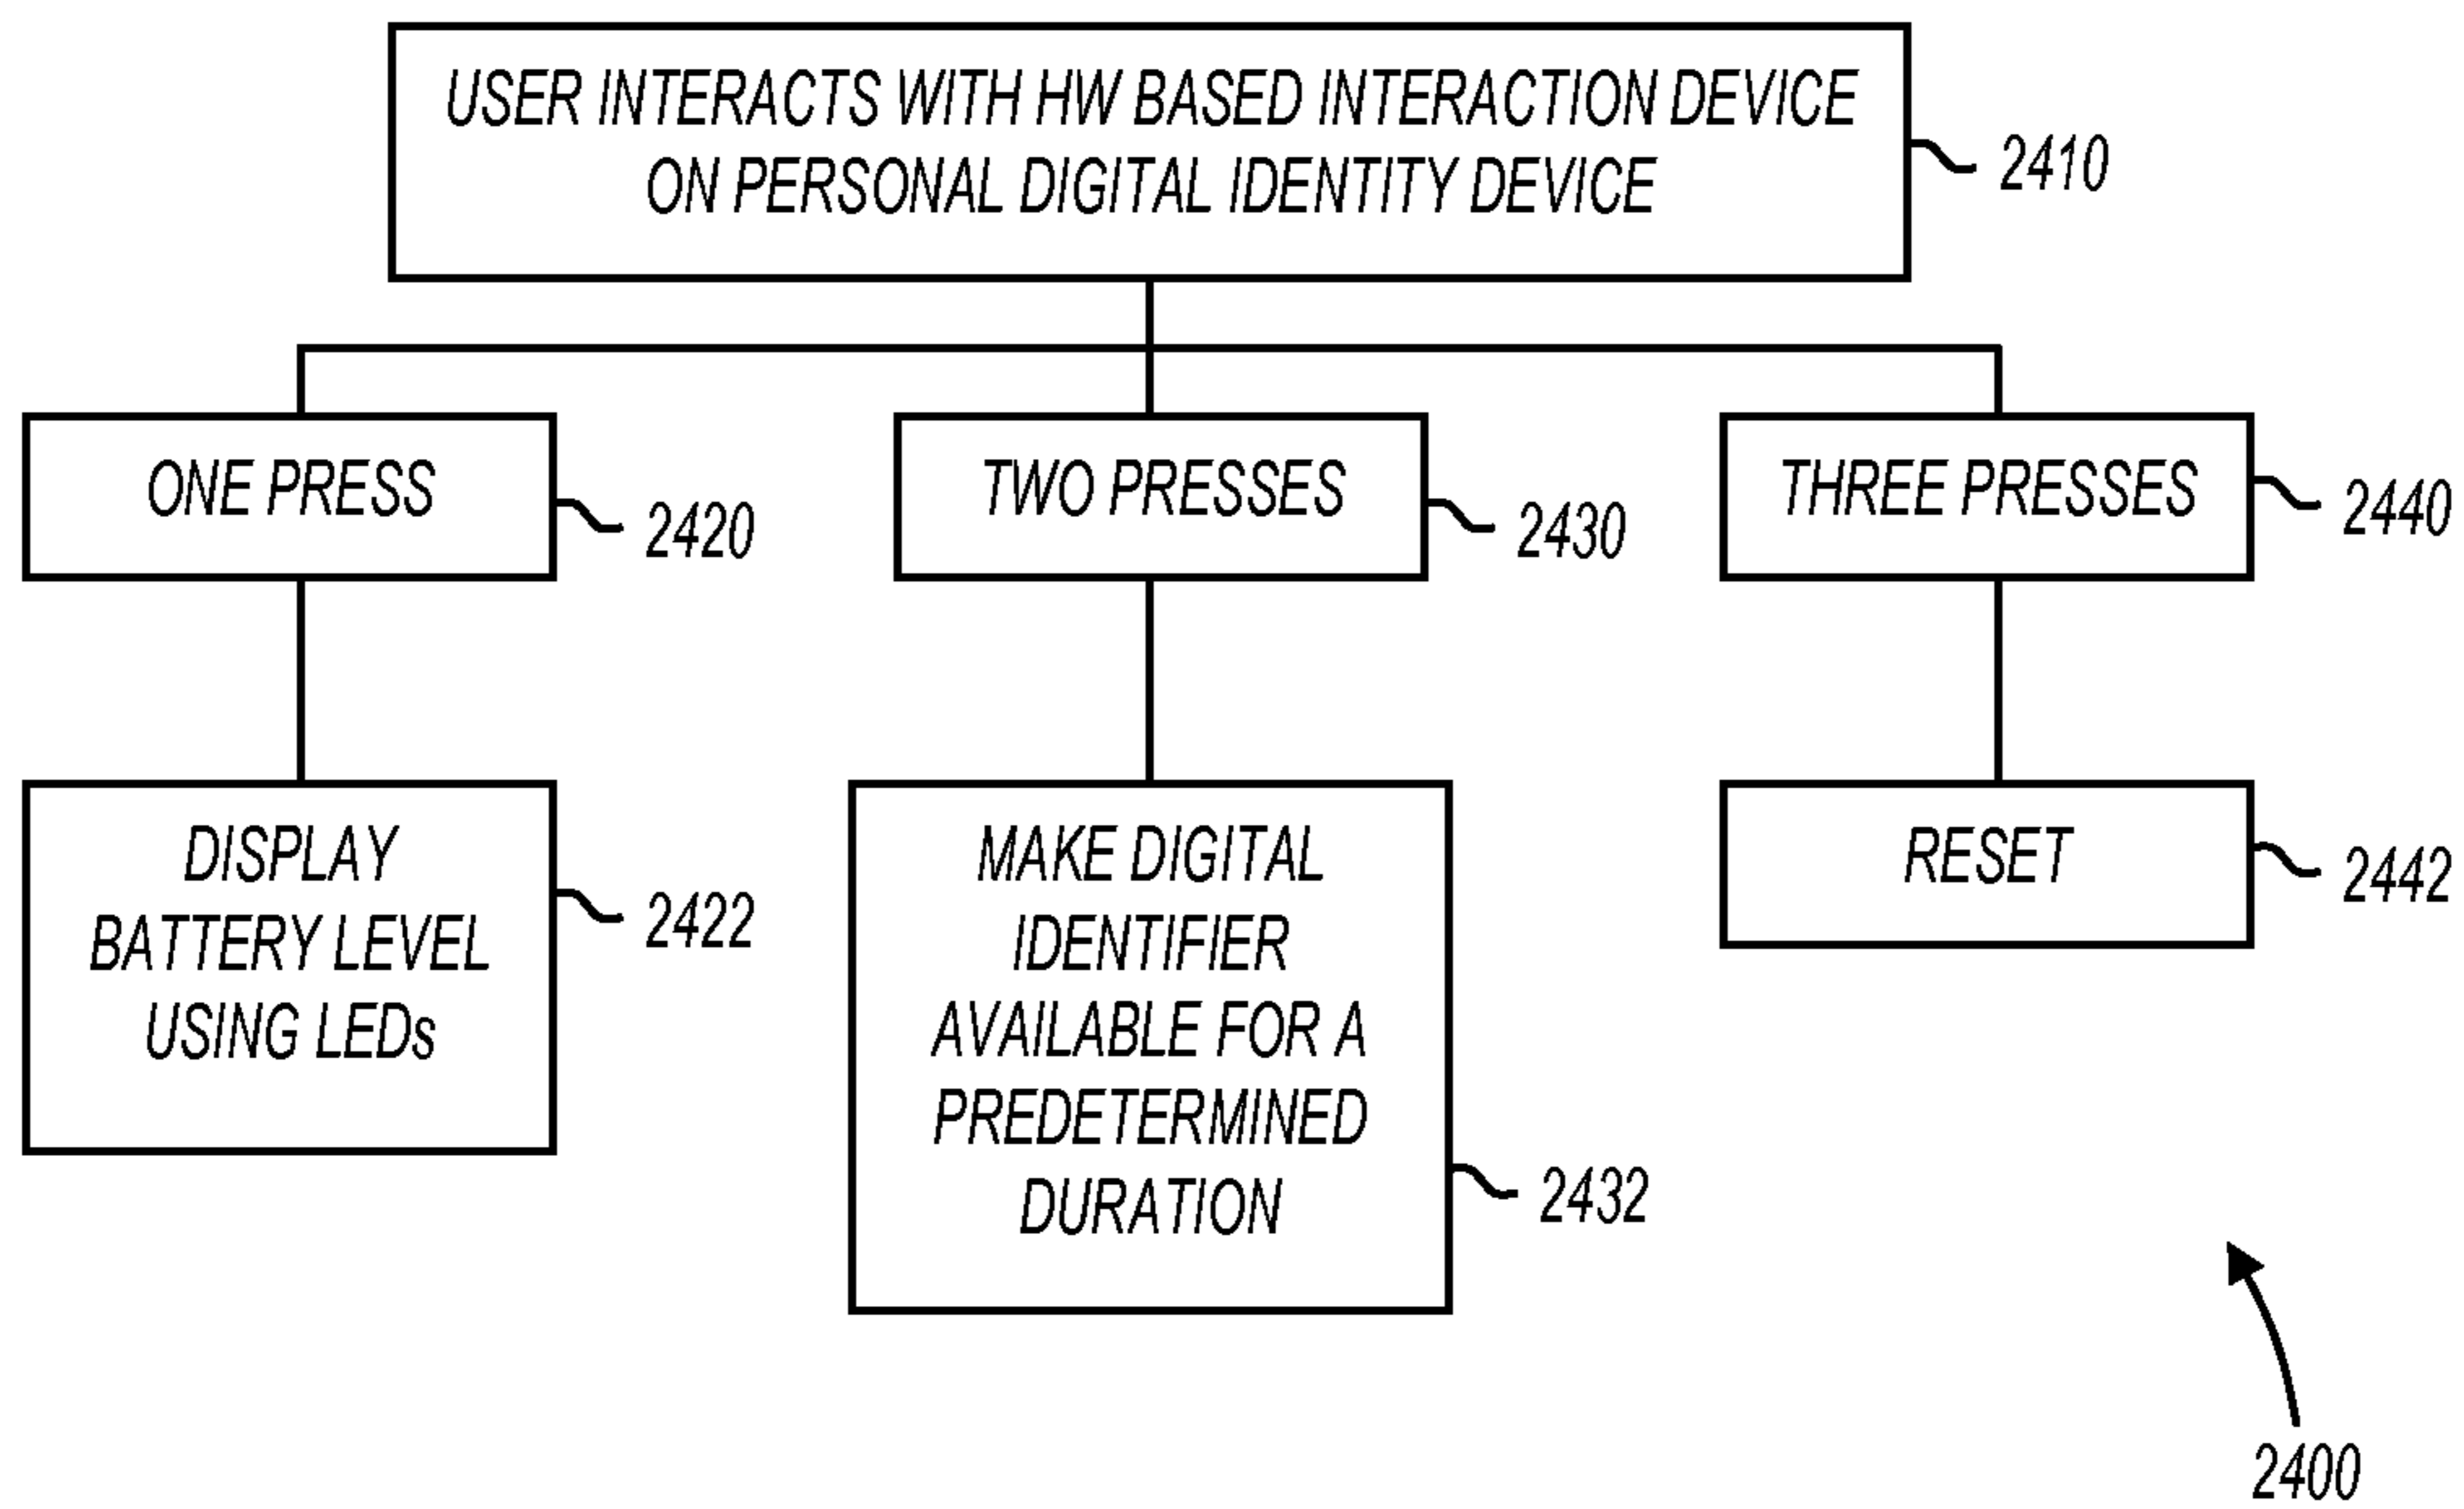 USER INTERACTS WITH HW BASED INTERACTION DEVICE
ON PERSONAL DIGITAL IDENTITY DEVICE
2410
ONE PRESS
2420
TWO PRESSES
2430
THREE PRESSES
2440
DISPLAY
BATTERY LEVEL
USING LEDs
2422
MAKE DIGITAL
IDENTIFIER
AVAILABLE FOR A
PREDETERMINED
DURATION
2432
RESET
2442
2400